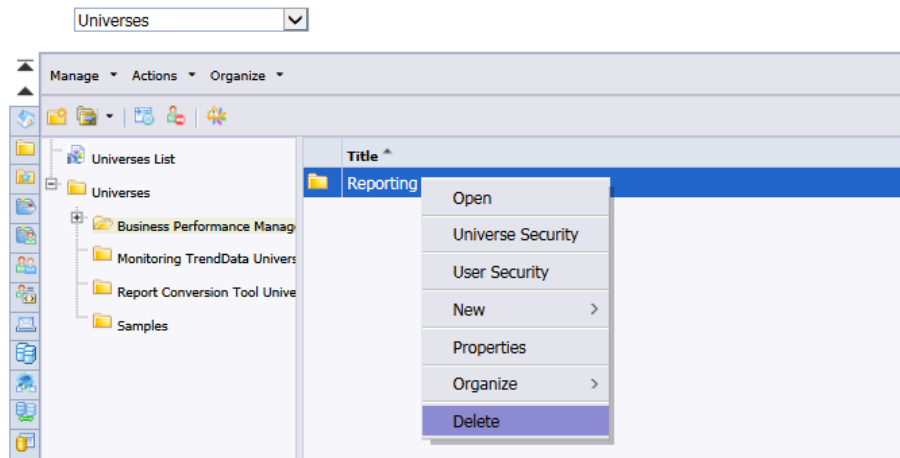 Universes
Manage Actions Organize
Universes List
Universes
Business Performance Manag
Monitoring TrendData Univers
Report Conversion Tool Unive
Samples
Title
Reporting
Open
Universe Security
User Security
New
Properties
Organize
Delete